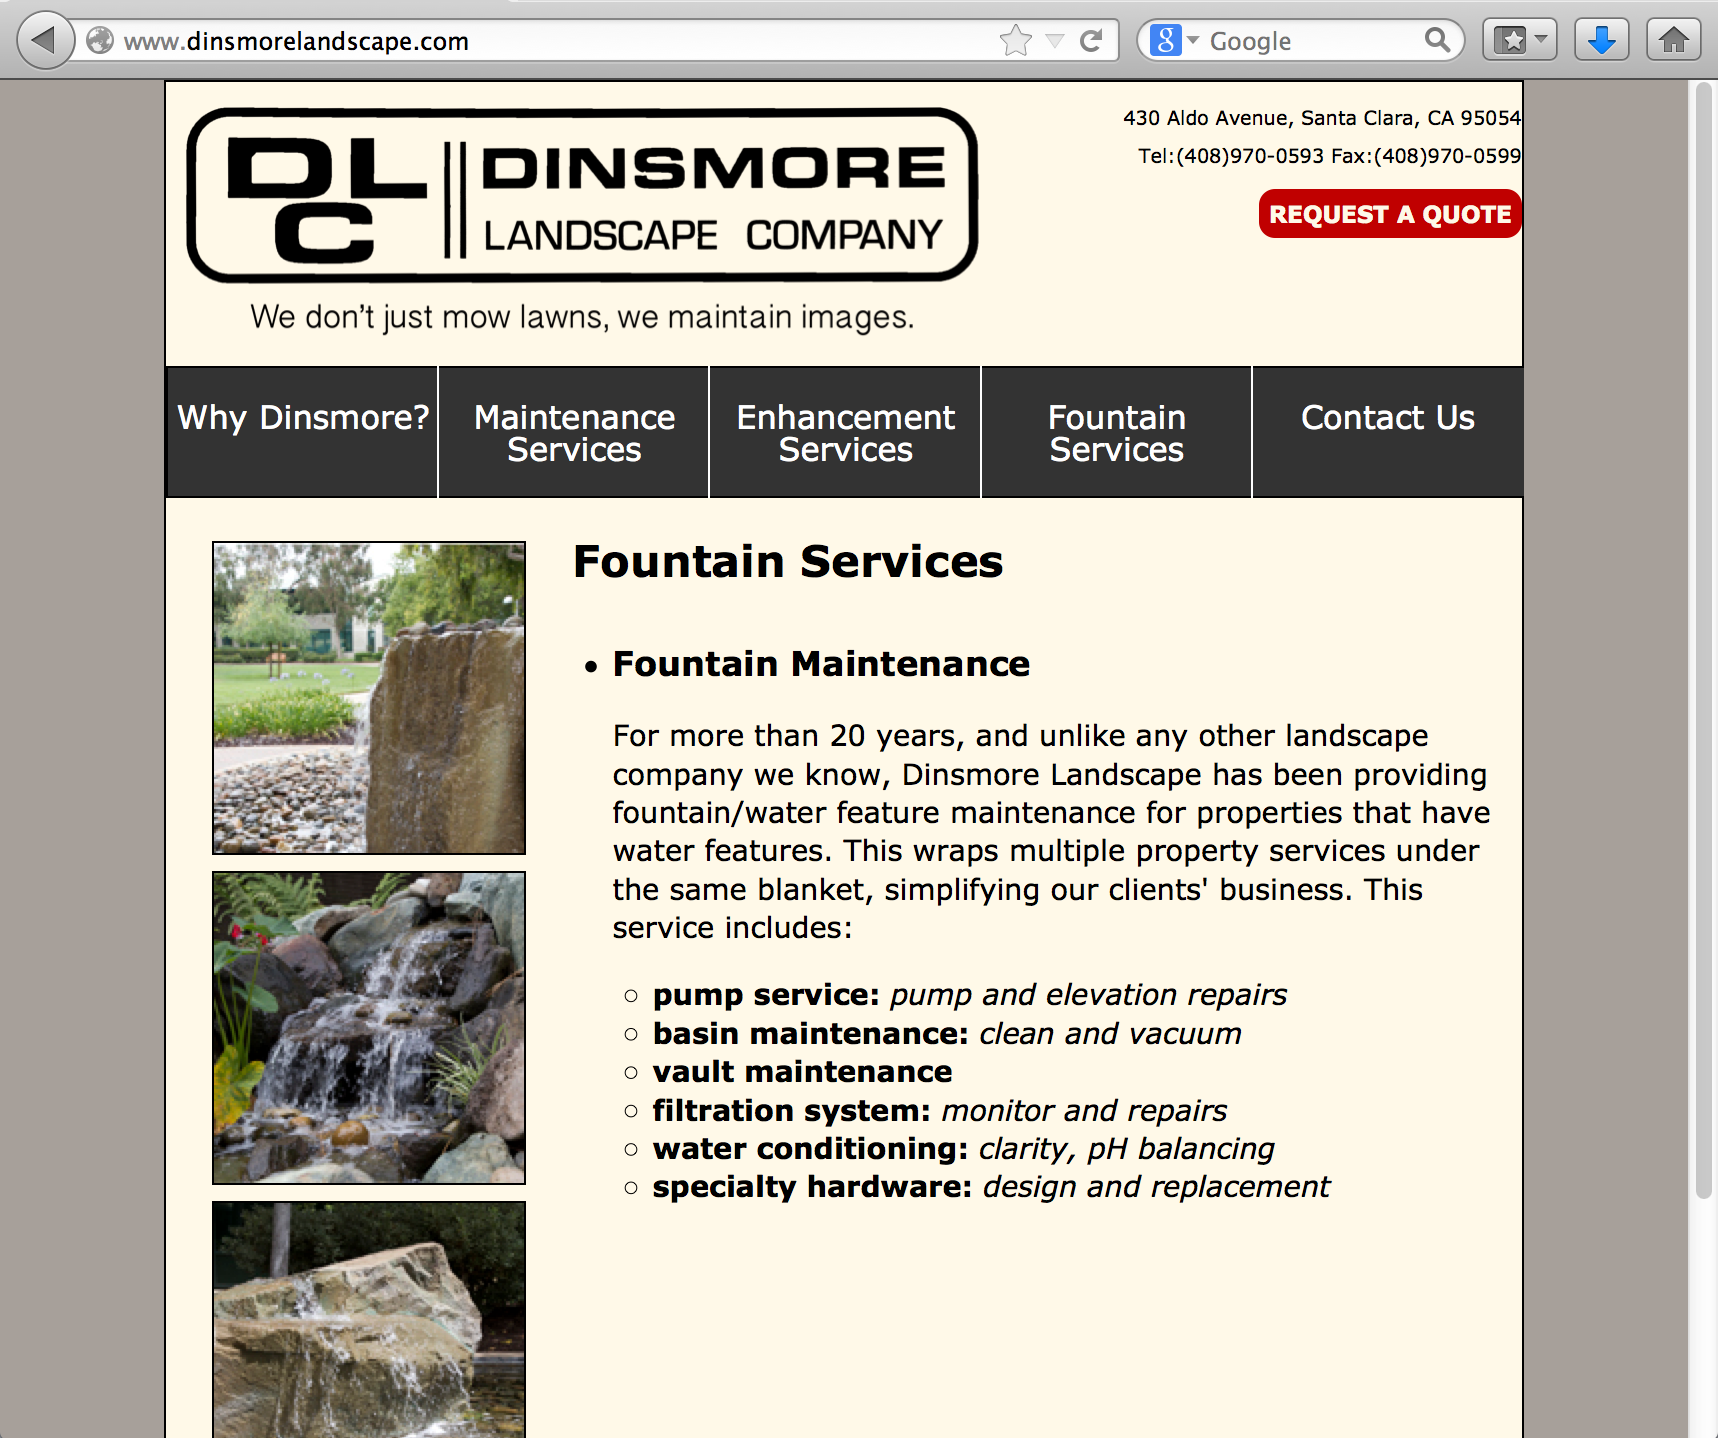 www.dinsmorelandscape.com
8 Google
430 Aldo Avenue, Santa Clara, CA 95054
Tel:(408)970-0593 Fax:(408)970-0599
REQUEST A QUOTE
DLC DINSMORE
LANDSCAPE COMPANY
We don't just mow lawns, we maintain images.
Why Dinsmore?
Maintenance
Services
Enhancement
Services
Fountain
Services
Contact Us
Fountain Services
• Fountain Maintenance
For more than 20 years, and unlike any other landscape
company we know, Dinsmore Landscape has been providing
fountain/water feature maintenance for properties that have
water features. This wraps multiple property services under
the same blanket, simplifying our clients' business. This
service includes:
○ pump service: pump and elevation repairs
○ basin maintenance: clean and vacuum
○ vault maintenance
○ filtration system: monitor and repairs
○ water conditioning: clarity, pH balancing
○ specialty hardware: design and replacement